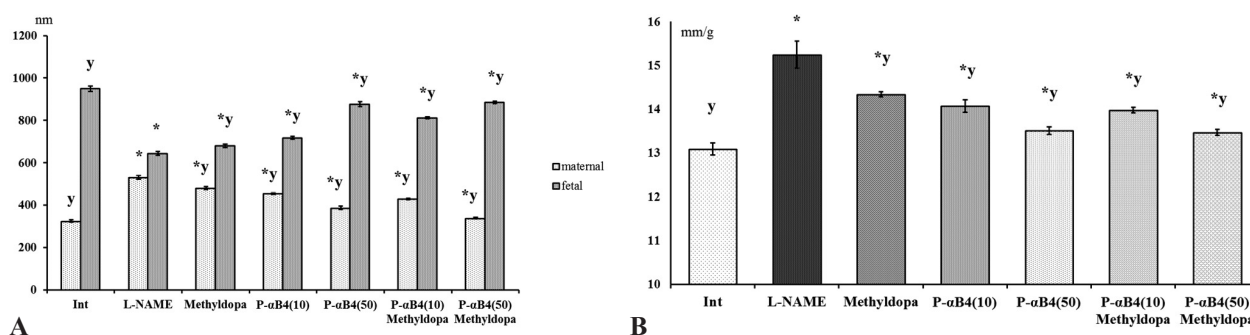 nm
1200
1000
800
600
400
200
0
y
y
*
*
*y
*y
*y
*y
*y
*y
*y
*y
*y
*y
maternal
fetal
Int
L-NAME
Methyldopa
P-αB4(10)
P-αB4(50)
P-αB4(10)
Methyldopa
P-αB4(50)
Methyldopa
A
16
15
14
13
12
11
10
mm/g
y
*
*y
*y
*y
*y
*y
Int
L-NAME
Methyldopa
P-αB4(10)
P-αB4(50)
P-αB4(10)
Methyldopa
P-αB4(50)
Methyldopa
B